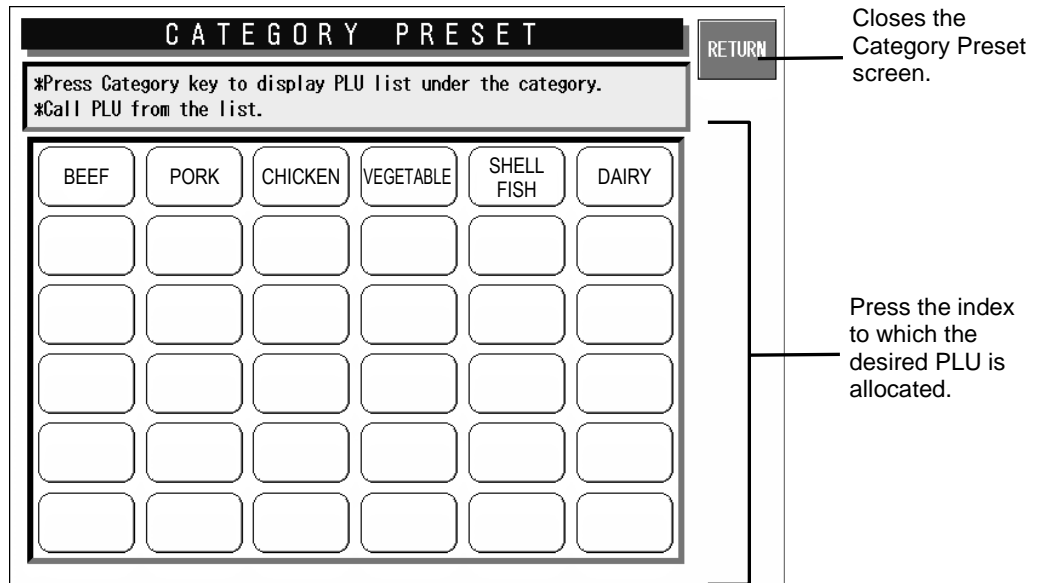 CATEGORY PRESET
RETURN
Closes the
Category Preset
screen.
*Press Category key to display PLU list under the category.
*Call PLU from the list.
BEEF
PORK
CHICKEN
VEGETABLE
SHELL
FISH
DAIRY
Press the index
to which the
desired PLU is
allocated.